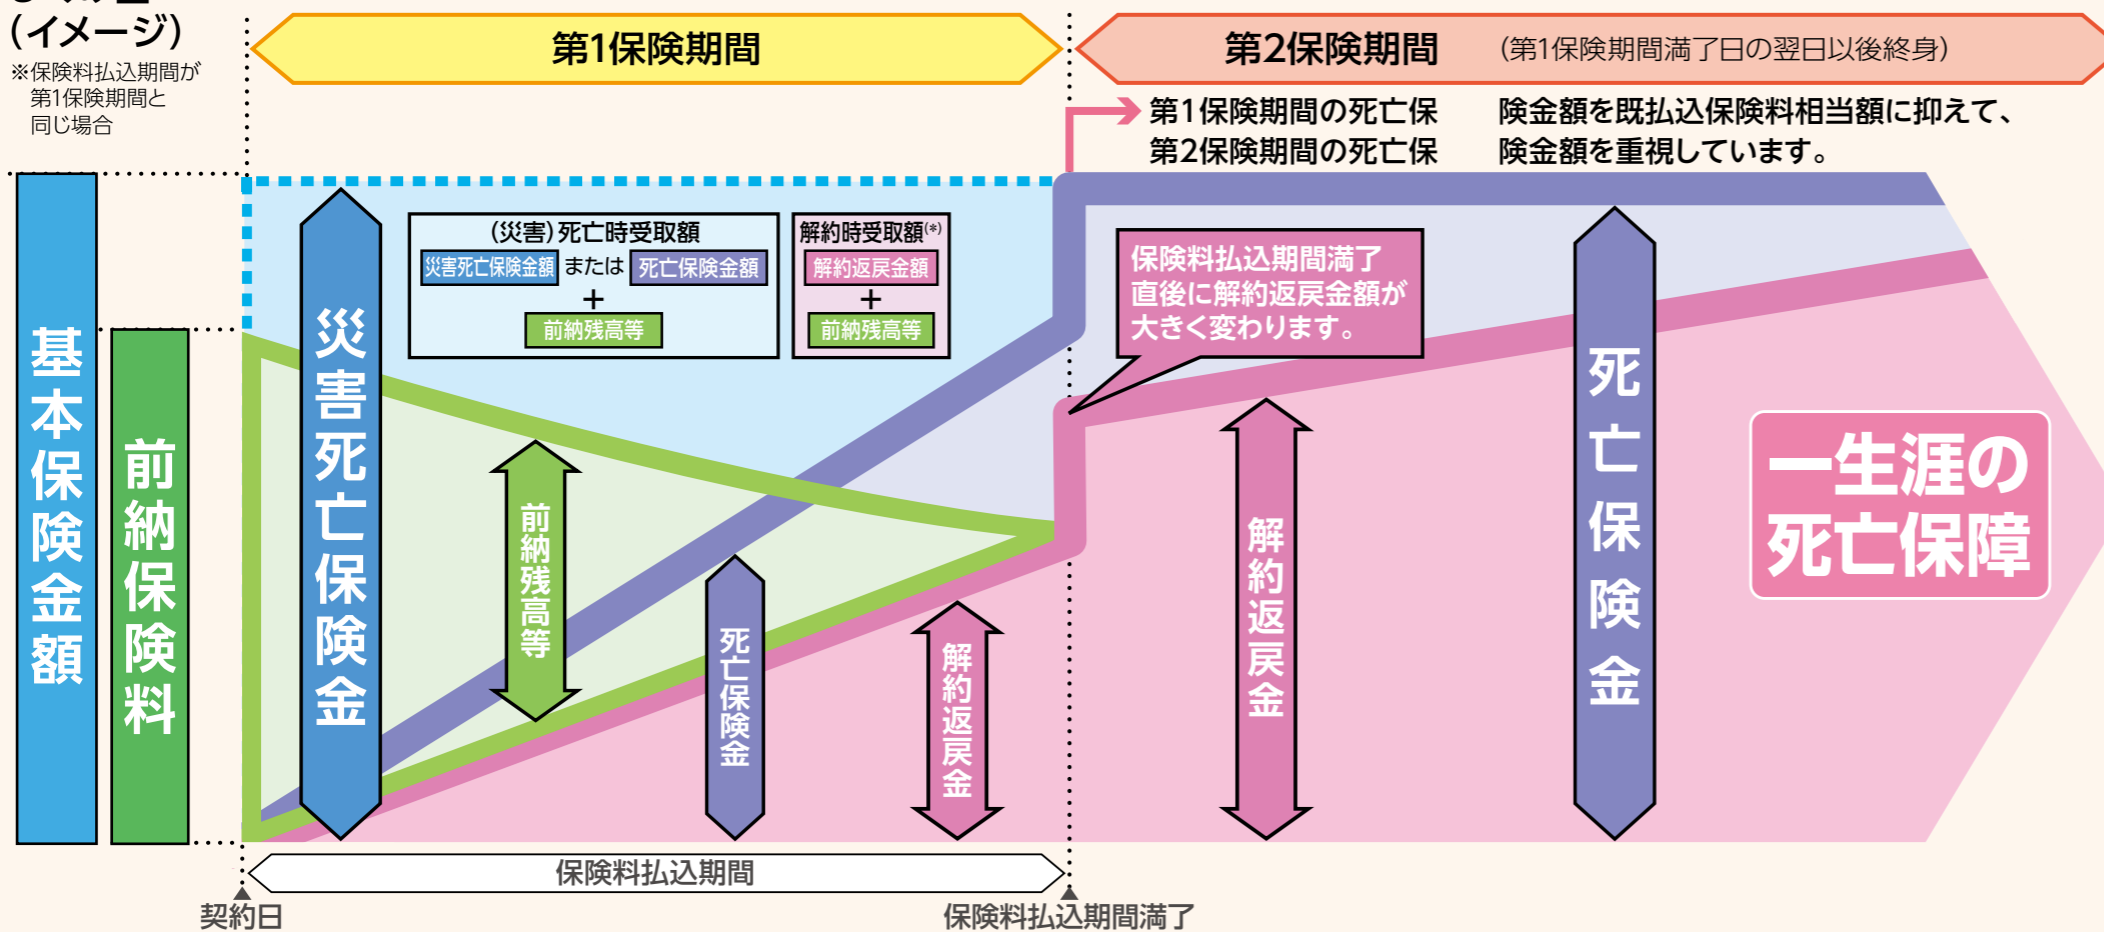 (イメージ)
※保険料払込期間が
第1保険期間と
同じ場合
第1保険期間
第2保険期間 (第1保険期間満了日の翌日以後終身)
第1保険期間の死亡保 険金額を既払込保険料相当額に抑えて、
第2保険期間の死亡保 険金額を重視しています。
基本保険金額
前納保険料
災害死亡保険金
(災害)死亡時受取額
災害死亡保険金額 または 死亡保険金額
+
前納残高等
解約時受取額(*)
解約返戻金額
+
前納残高等
保険料払込期間満了
直後に解約返戻金額が
大きく変わります。
前納残高等
死亡保険金
解約返戻金
解約返戻金
死亡保険金
一生涯の
死亡保障
保険料払込期間
契約日
保険料払込期間満了